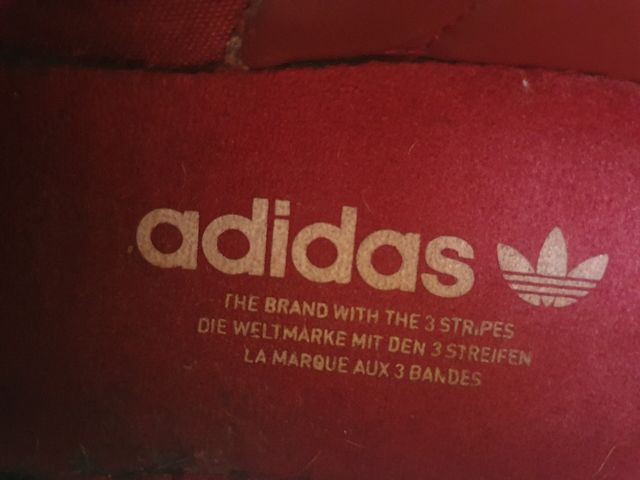 adidas
THE BRAND WITH THE 3 STRIPES
DIE WELTMARKE MIT DEN 3 STREIFEN
LA MARQUE AUX 3 BANDES